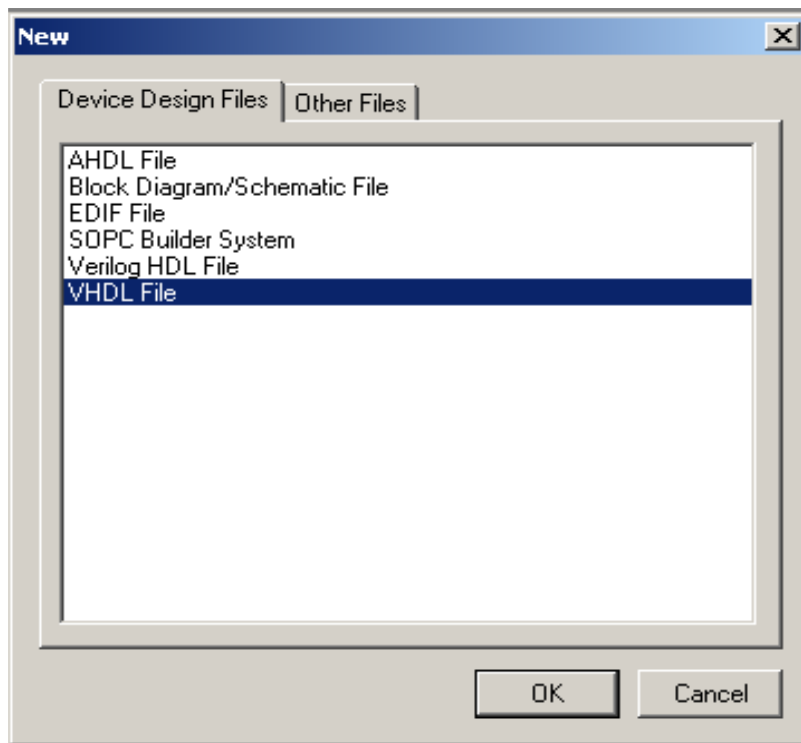 New
Device Design Files
Other Files
AHDL File
Block Diagram/Schematic File
EDIF File
SOPC Builder System
Verilog HDL File
VHDL File
OK
Cancel